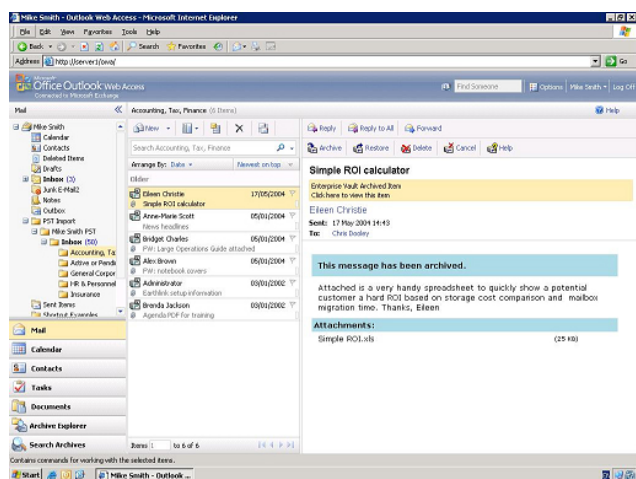 Mike Smith - Outlook Web Access - Microsoft Internet Explorer
File Edit View Favorites Tools Help
Back Search Favorites
Address http://server1/owa/ Go
Microsoft
Office Outlook Web Access
Connected to Microsoft Exchange
Find Someone Options Mike Smith Log Off
Mail
Mike Smith
Calendar
Contacts
Deleted Items
Drafts
Inbox (3)
Junk E-Mail2
Notes
Outbox
PST Import
Mike Smith PST
Inbox (50)
Accounting, Ta
Active or Pendi
General Corpor
HR & Personnel
Insurance
Sent Items
Shortcut Examples
Mail
Calendar
Contacts
Tasks
Documents
Archive Explorer
Search Archives
Accounting, Tax, Finance (6 Items)
New
Search Accounting, Tax, Finance
Arrange By: Date Newest on top
Older
Eileen Christie 17/05/2004
Simple ROI calculator
Anne-Marie Scott 05/01/2004
News headlines
Bridget Charles 05/01/2004
FW: Large Operations Guide attached
Alex Brown 05/01/2004
FW: notebook covers
Administrator 03/01/2002
Earthlink setup information
Brenda Jackson 03/01/2002
Agenda PDF for training
Items 1 to 6 of 6
Help
Reply Reply to All Forward
Archive Restore Delete Cancel Help
Simple ROI calculator
Enterprise Vault Archived Item
Click here to view this item
Eileen Christie
Sent: 17 May 2004 14:43
To: Chris Dooley
This message has been archived.
Attached is a very handy spreadsheet to quickly show a potential
customer a hard ROI based on storage cost comparison and mailbox
migration time. Thanks, Eileen
Attachments:
Simple ROI.xls (25 KB)
Contains commands for working with the selected items.
Start Mike Smith - Outlook ...